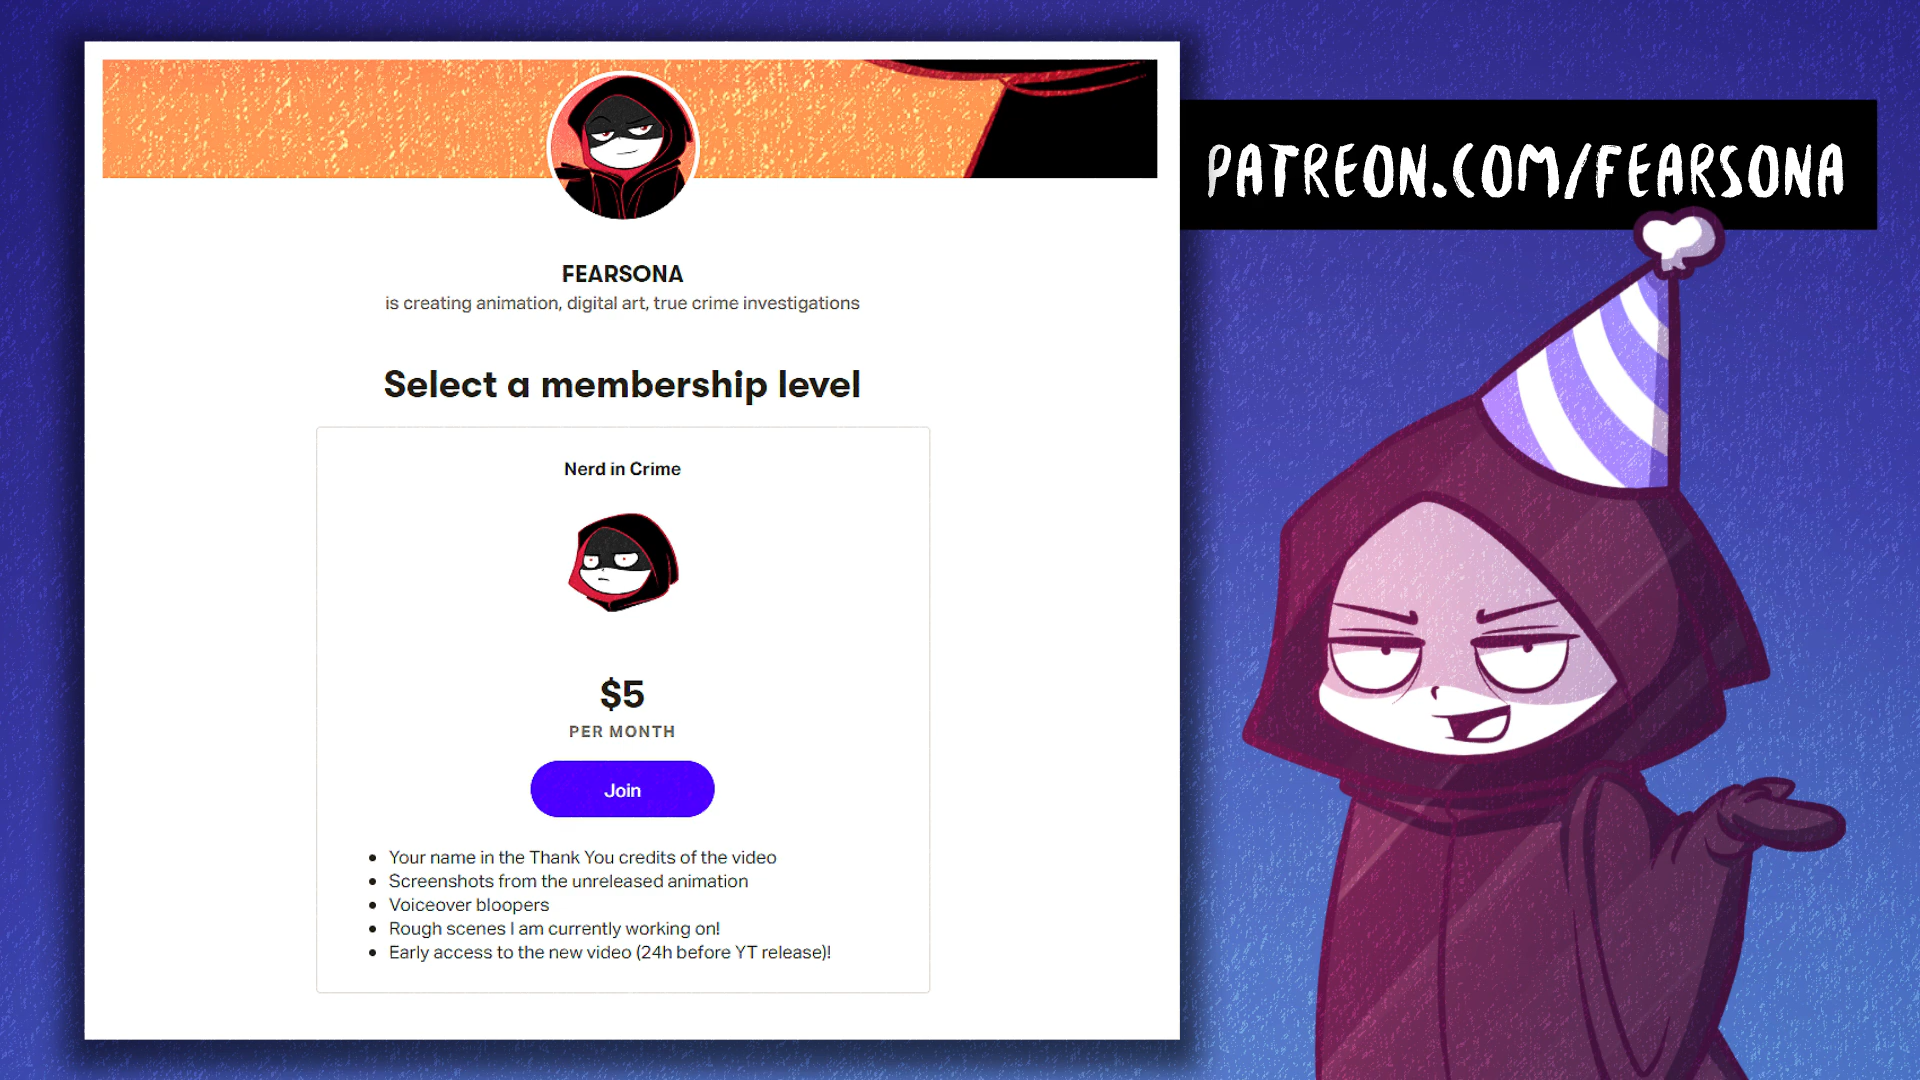 PATREON.COM/FEARSONA
FEARSONA
is creating animation, digital art, true crime investigations
Select a membership level
Nerd in Crime
$5
PER MONTH
Join
• Your name in the Thank You credits of the video
• Screenshots from the unreleased animation
• Voiceover bloopers
• Rough scenes I am currently working on!
• Early access to the new video (24h before YT release)!